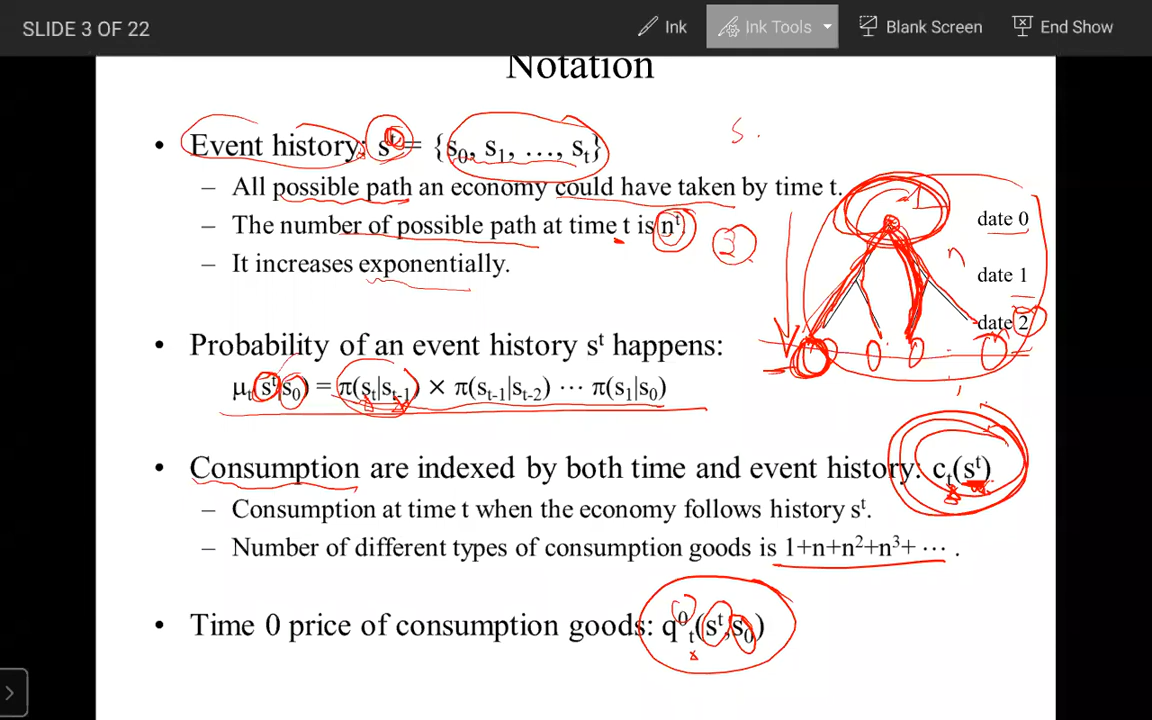 SLIDE 3 OF 22
Ink
Ink Tools
Blank Screen
End Show
Notation
• Event history: sᵗ = {s₀, s₁, …, sₜ}
– All possible path an economy could have taken by time t.
– The number of possible path at time t is nᵗ.
– It increases exponentially.
s.
2
n
date 0
date 1
date 2
• Probability of an event history sᵗ happens:
μₜ(sᵗ|s₀) = π(sₜ|sₜ₋₁) × π(sₜ₋₁|sₜ₋₂) ⋯ π(s₁|s₀)
• Consumption are indexed by both time and event history: cₜ(sᵗ)
– Consumption at time t when the economy follows history sᵗ.
– Number of different types of consumption goods is 1+n+n²+n³+ ⋯ .
• Time 0 price of consumption goods: q⁰ₜ(sᵗ,s₀)